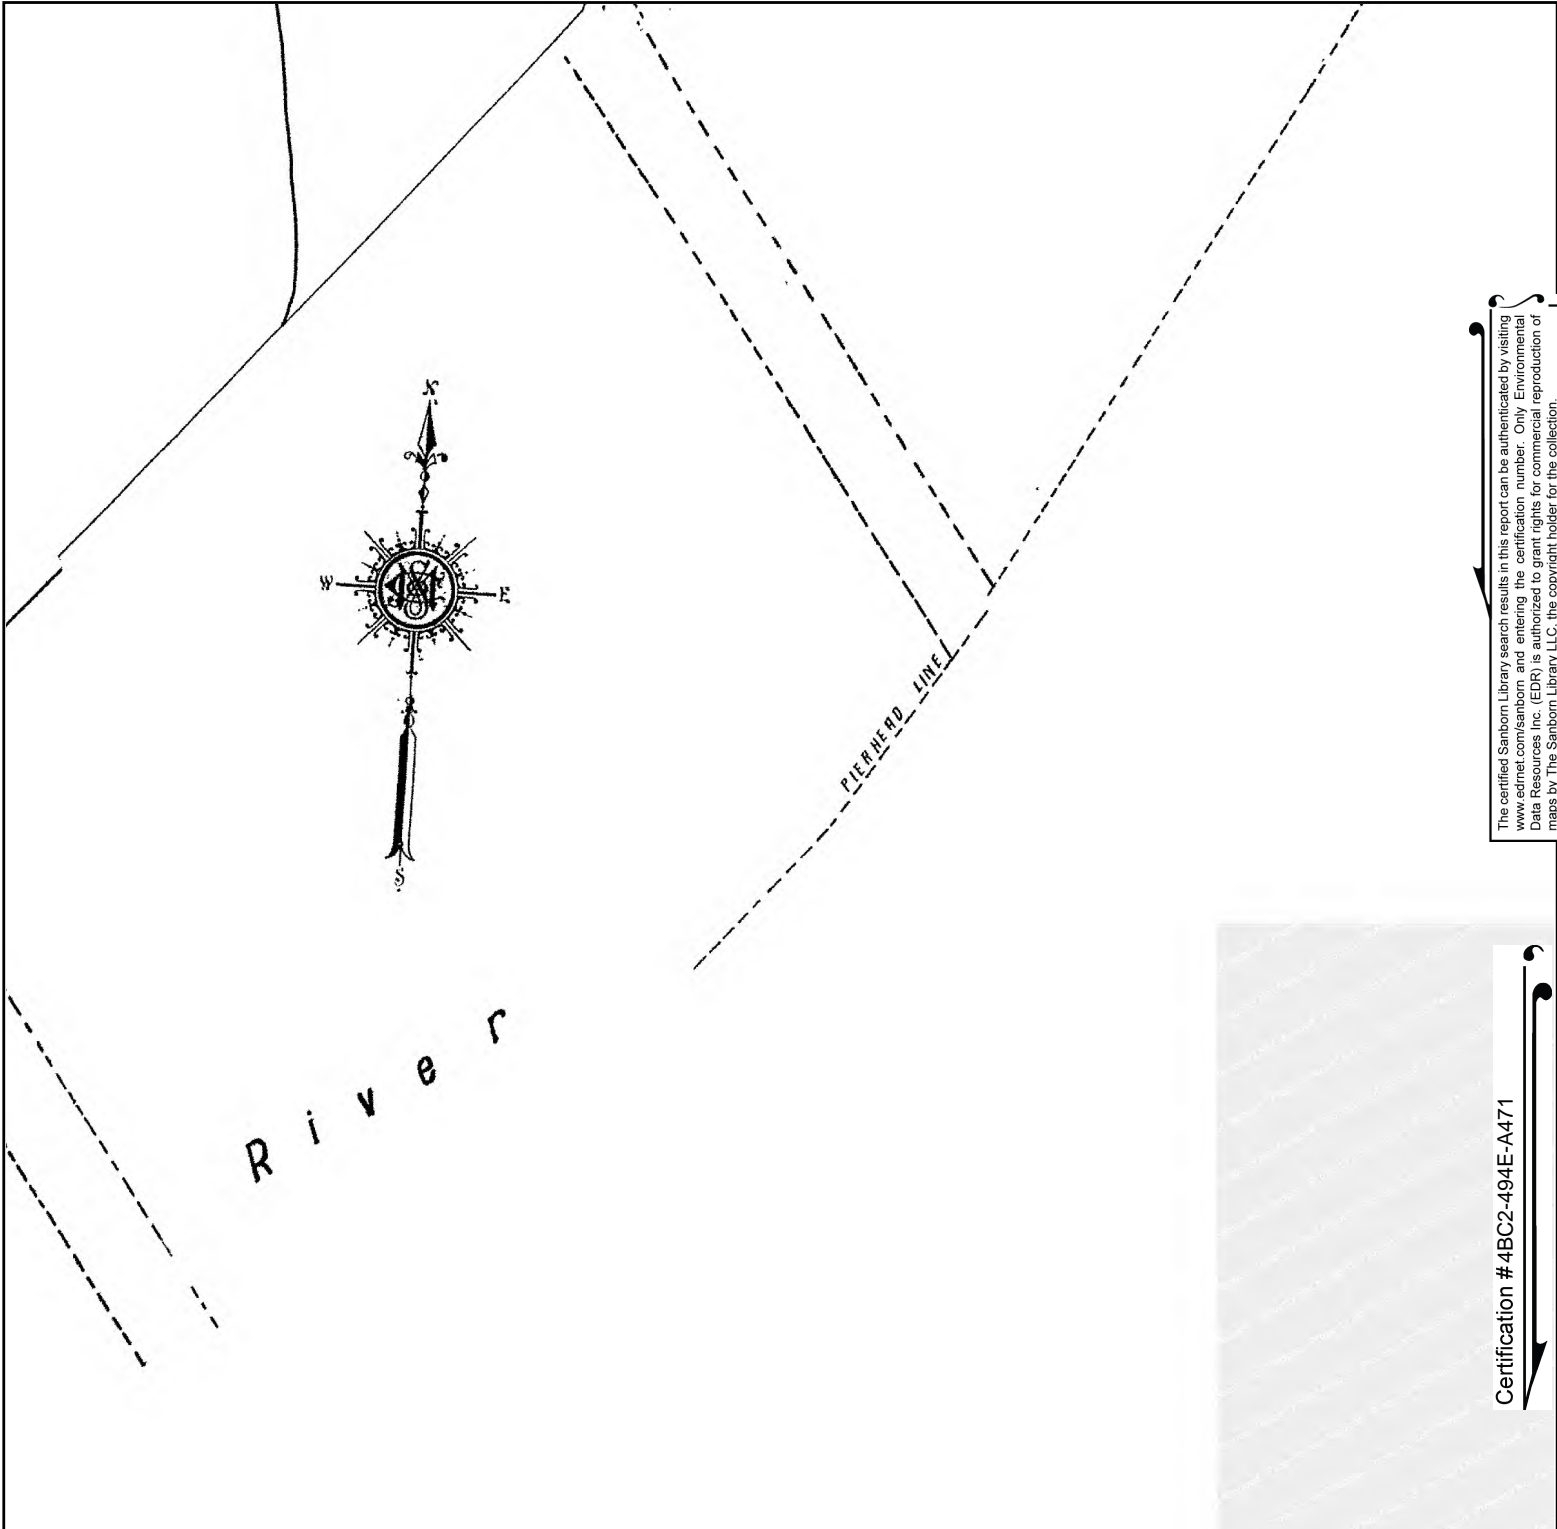 N
W
E
S
PIERHEAD LINE
River
The certified Sanborn Library search results in this report can be authenticated by visiting
www.edrnet.com/sanborn and entering the certification number. Only Environmental
Data Resources Inc. (EDR) is authorized to grant rights for commercial reproduction of
maps by The Sanborn Library LLC, the copyright holder for the collection.
Certification # 4BC2-494E-A471